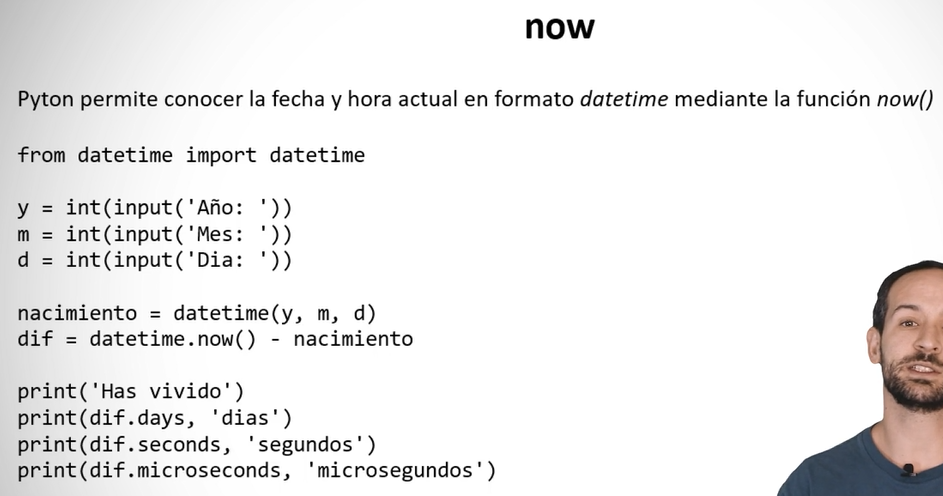 now
Pyton permite conocer la fecha y hora actual en formato datetime mediante la función now()
from datetime import datetime
y = int(input('Año: '))
m = int(input('Mes: '))
d = int(input('Dia: '))
nacimiento = datetime(y, m, d)
dif = datetime.now() - nacimiento
print('Has vivido')
print(dif.days, 'dias')
print(dif.seconds, 'segundos')
print(dif.microseconds, 'microsegundos')